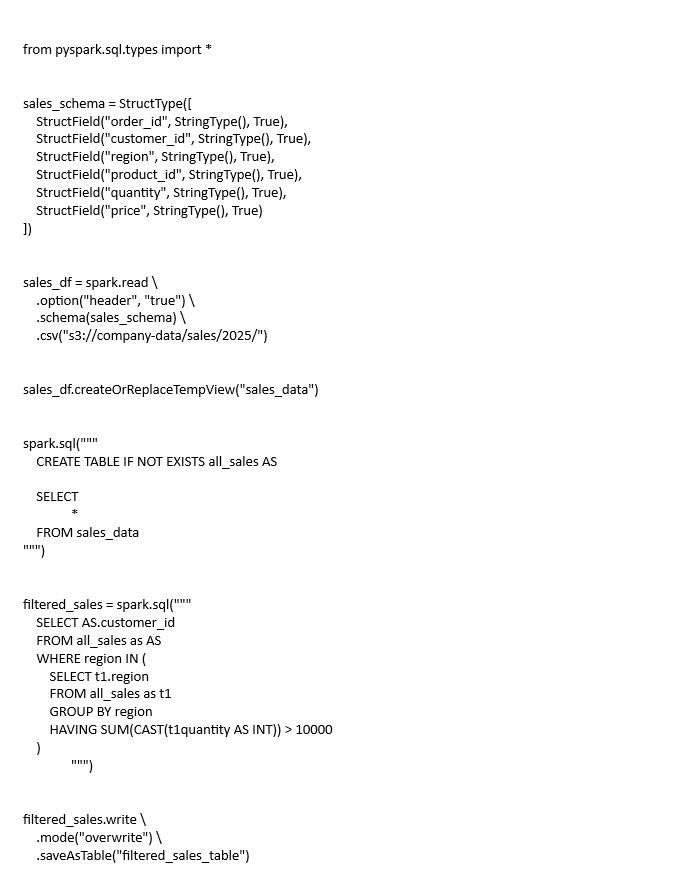 from pyspark.sql.types import *
sales_schema = StructType([
StructField("order_id", StringType(), True),
StructField("customer_id", StringType(), True),
StructField("region", StringType(), True),
StructField("product_id", StringType(), True),
StructField("quantity", StringType(), True),
StructField("price", StringType(), True)
])
sales_df = spark.read \
.option("header", "true") \
.schema(sales_schema) \
.csv("s3://company-data/sales/2025/")
sales_df.createOrReplaceTempView("sales_data")
spark.sql("""
CREATE TABLE IF NOT EXISTS all_sales AS
SELECT
*
FROM sales_data
""")
filtered_sales = spark.sql("""
SELECT AS.customer_id
FROM all_sales as AS
WHERE region IN (
SELECT t1.region
FROM all_sales as t1
GROUP BY region
HAVING SUM(CAST(t1quantity AS INT)) > 10000
)
""")
filtered_sales.write \
.mode("overwrite") \
.saveAsTable("filtered_sales_table")